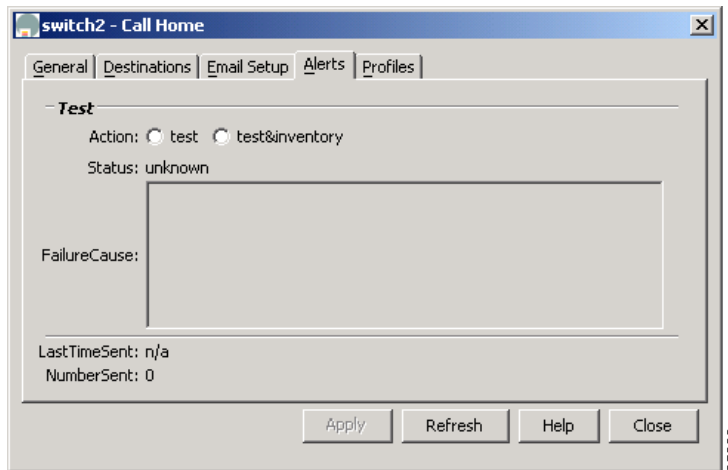 switch2 - Call Home
General Destinations Email Setup Alerts Profiles
Test
Action: test test&inventory
Status: unknown
FailureCause:
LastTimeSent: n/a
NumberSent: 0
Apply Refresh Help Close